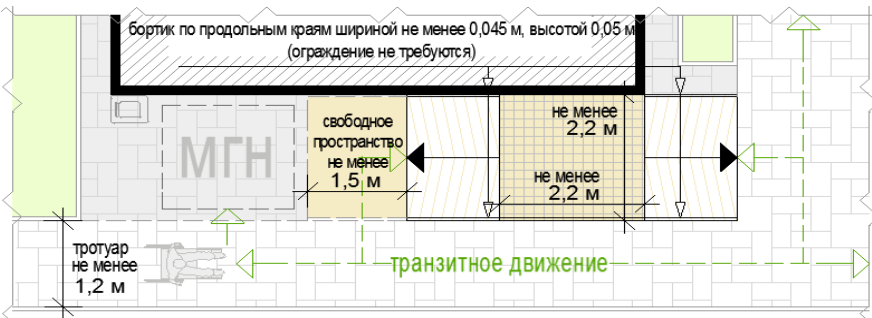 бортик по продольным краям шириной не менее 0,045 м, высотой 0,05 м
(ограждение не требуются)
свободное
пространство
не менее
1,5 м
не менее
2,2 м
не менее
2,2 м
МГН
тротуар
не менее
1,2 м
транзитное движение